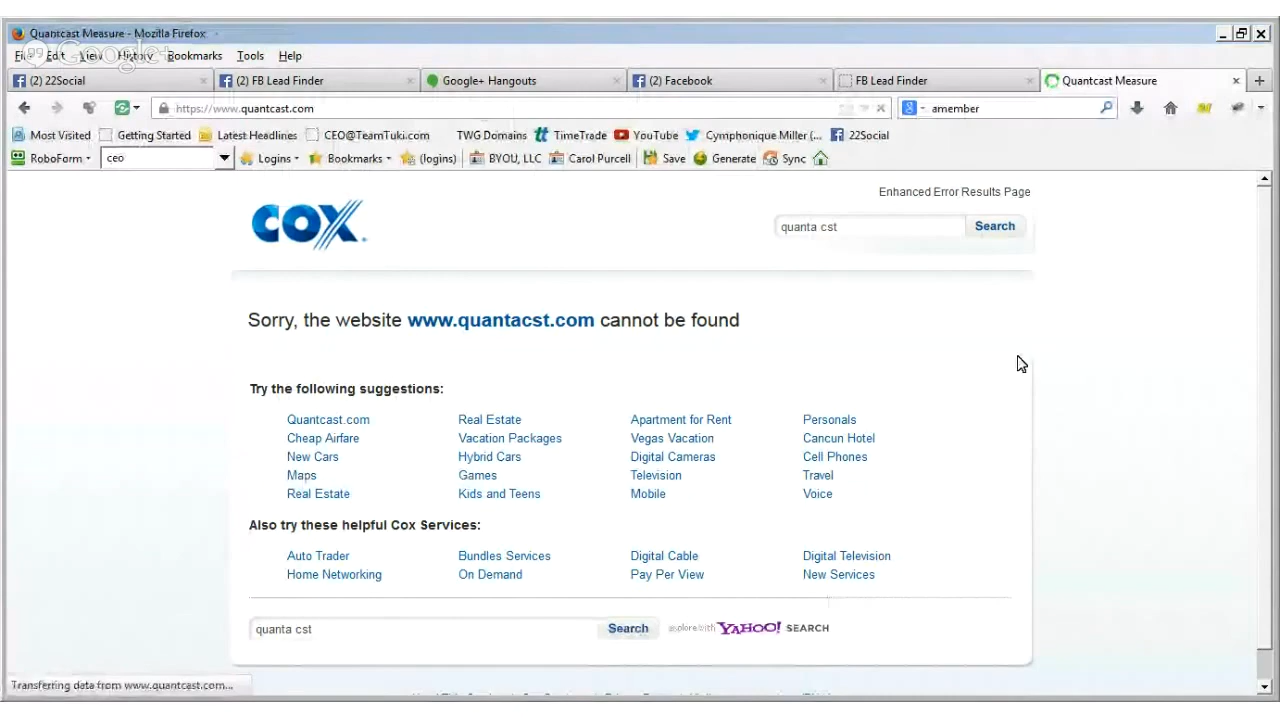 Quantcast Measure - Mozilla Firefox
Google+
File Edit View History Bookmarks Tools Help
(2) 22Social (2) FB Lead Finder Google+ Hangouts (2) Facebook FB Lead Finder Quantcast Measure
https://www.quantcast.com amember
Most Visited Getting Started Latest Headlines CEO@TeamTuki.com TWG Domains TimeTrade YouTube Cymphonique Miller (... 22Social
RoboForm ceo Logins Bookmarks (logins) BYOU, LLC Carol Purcell Save Generate Sync
Enhanced Error Results Page
COX quanta cst Search
Sorry, the website www.quantacst.com cannot be found
Try the following suggestions:
Quantcast.com Real Estate Apartment for Rent Personals
Cheap Airfare Vacation Packages Vegas Vacation Cancun Hotel
New Cars Hybrid Cars Digital Cameras Cell Phones
Maps Games Television Travel
Real Estate Kids and Teens Mobile Voice
Also try these helpful Cox Services:
Auto Trader Bundles Services Digital Cable Digital Television
Home Networking On Demand Pay Per View New Services
quanta cst Search explore with YAHOO! SEARCH
Transferring data from www.quantcast.com...